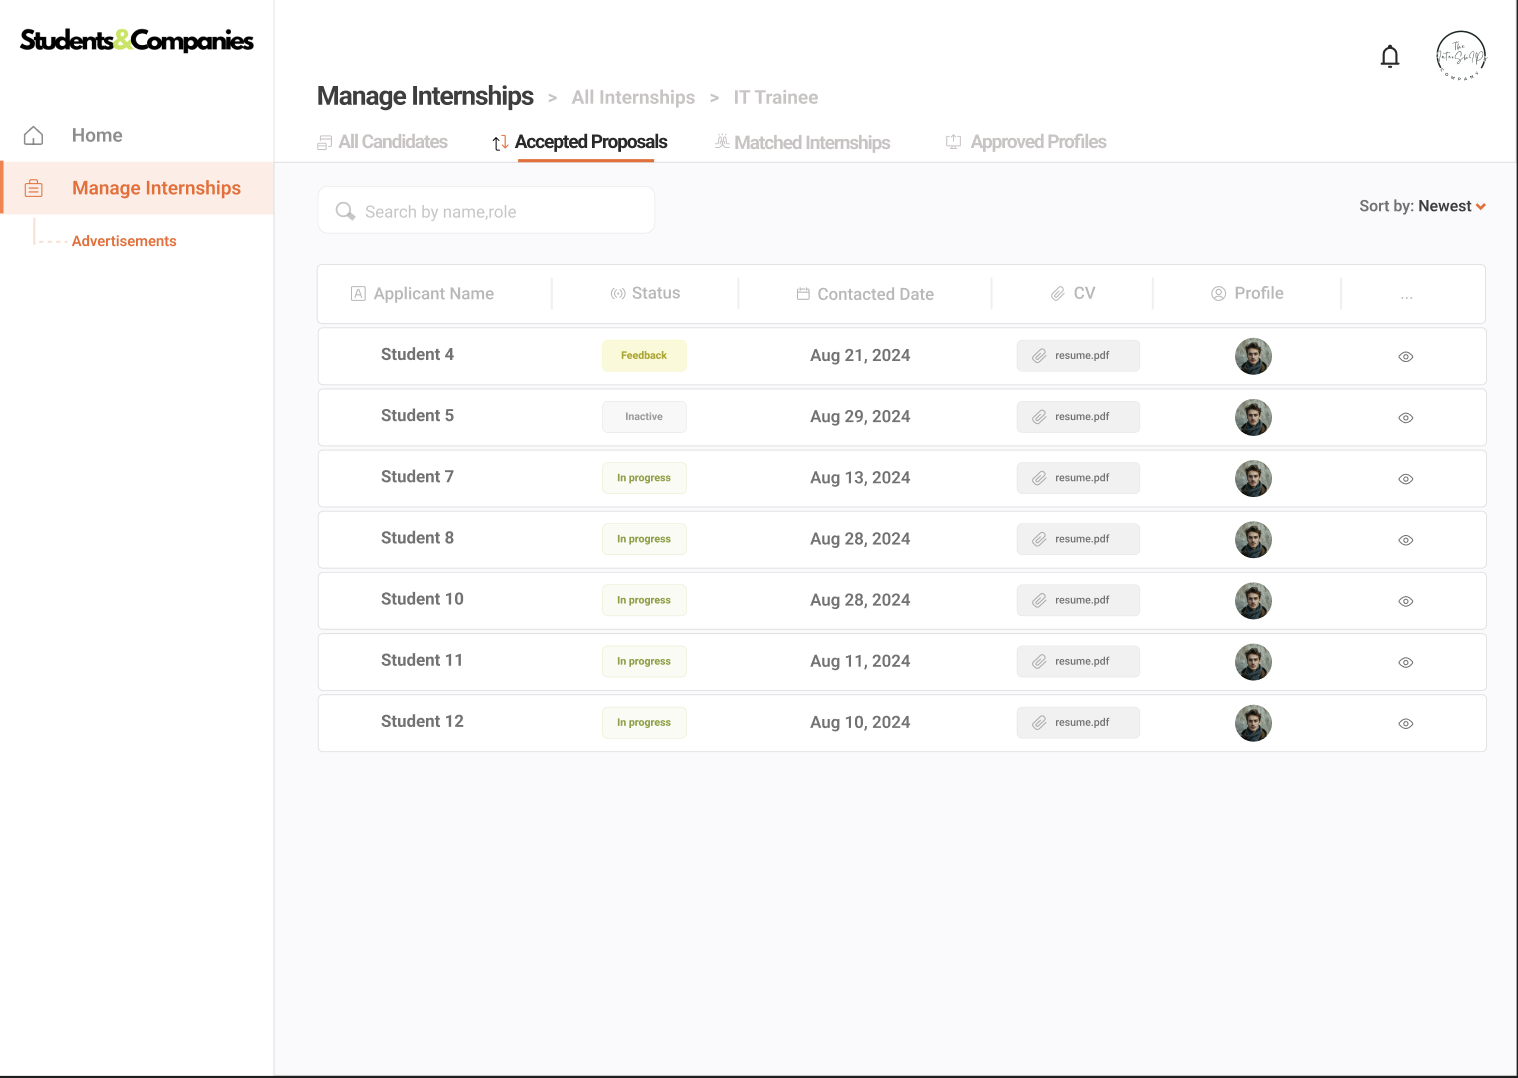 Students&Companies
Home
Manage Internships
Advertisements
The
InterShIPs
COMPANY
Manage Internships > All Internships > IT Trainee
All Candidates Accepted Proposals Matched Internships Approved Profiles
Search by name,role
Sort by: Newest
Applicant Name Status Contacted Date CV Profile ...
Student 4 Feedback Aug 21, 2024 resume.pdf
Student 5 Inactive Aug 29, 2024 resume.pdf
Student 7 In progress Aug 13, 2024 resume.pdf
Student 8 In progress Aug 28, 2024 resume.pdf
Student 10 In progress Aug 28, 2024 resume.pdf
Student 11 In progress Aug 11, 2024 resume.pdf
Student 12 In progress Aug 10, 2024 resume.pdf